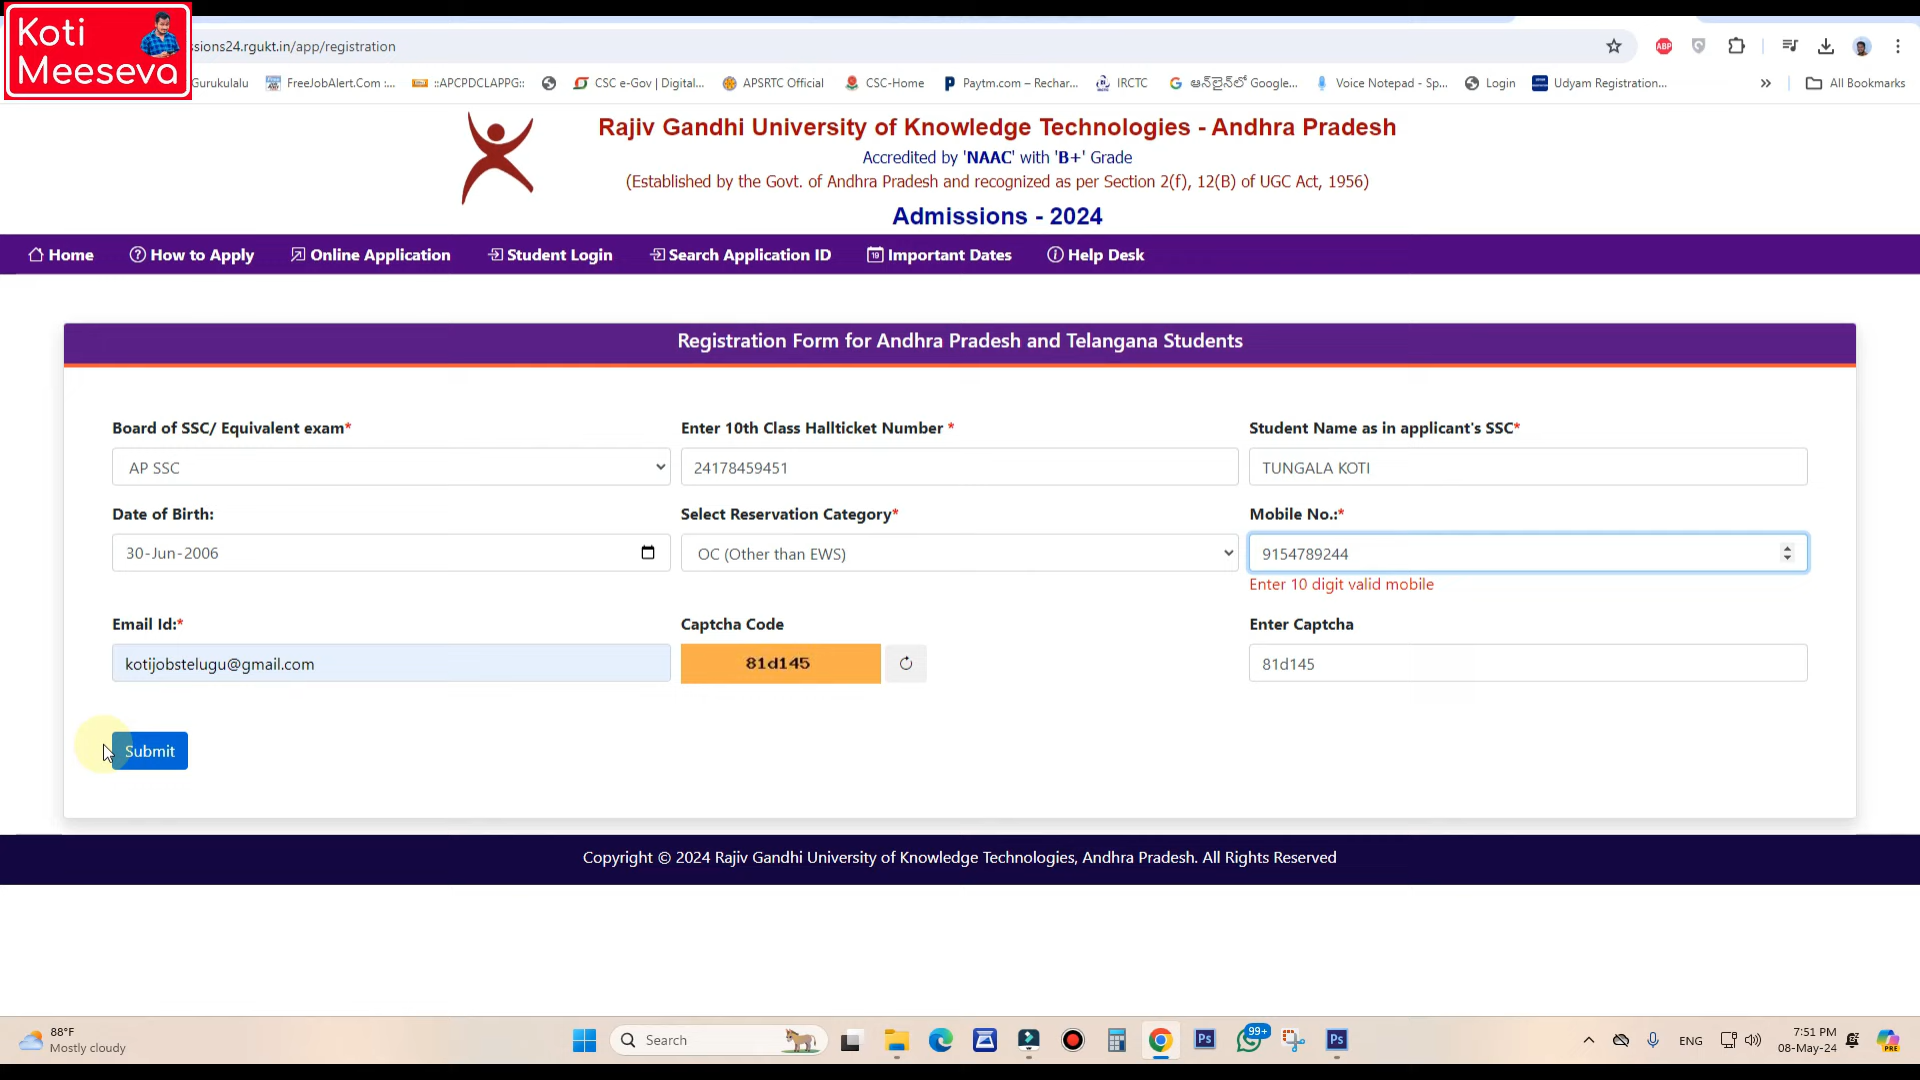 Koti
Meeseva
sions24.rgukt.in/app/registration
ABP
Gurukulalu
FreeJobAlert.Com :...
::APCPDCLAPPG::
CSC e-Gov | Digital...
APSRTC Official
CSC-Home
Paytm.com – Rechar...
IRCTC
ఆన్‌లైన్‌లో Google...
Voice Notepad - Sp...
Login
Udyam Registration...
All Bookmarks
Rajiv Gandhi University of Knowledge Technologies - Andhra Pradesh
Accredited by 'NAAC' with 'B+' Grade
(Established by the Govt. of Andhra Pradesh and recognized as per Section 2(f), 12(B) of UGC Act, 1956)
Admissions - 2024
Home
How to Apply
Online Application
Student Login
Search Application ID
Important Dates
Help Desk
Registration Form for Andhra Pradesh and Telangana Students
Board of SSC/ Equivalent exam*
Enter 10th Class Hallticket Number *
Student Name as in applicant's SSC*
AP SSC
24178459451
TUNGALA KOTI
Date of Birth:
Select Reservation Category*
Mobile No.:*
30-Jun-2006
OC (Other than EWS)
9154789244
Enter 10 digit valid mobile
Email Id:*
Captcha Code
Enter Captcha
kotijobstelugu@gmail.com
81d145
81d145
Submit
Copyright © 2024 Rajiv Gandhi University of Knowledge Technologies, Andhra Pradesh. All Rights Reserved
88°F
Mostly cloudy
Search
Ps
99+
Ps
ENG
7:51 PM
08-May-24
PRE